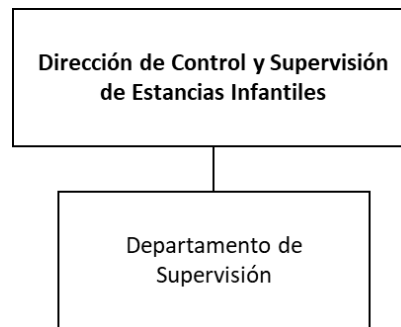 Dirección de Control y Supervisión
de Estancias Infantiles
Departamento de
Supervisión